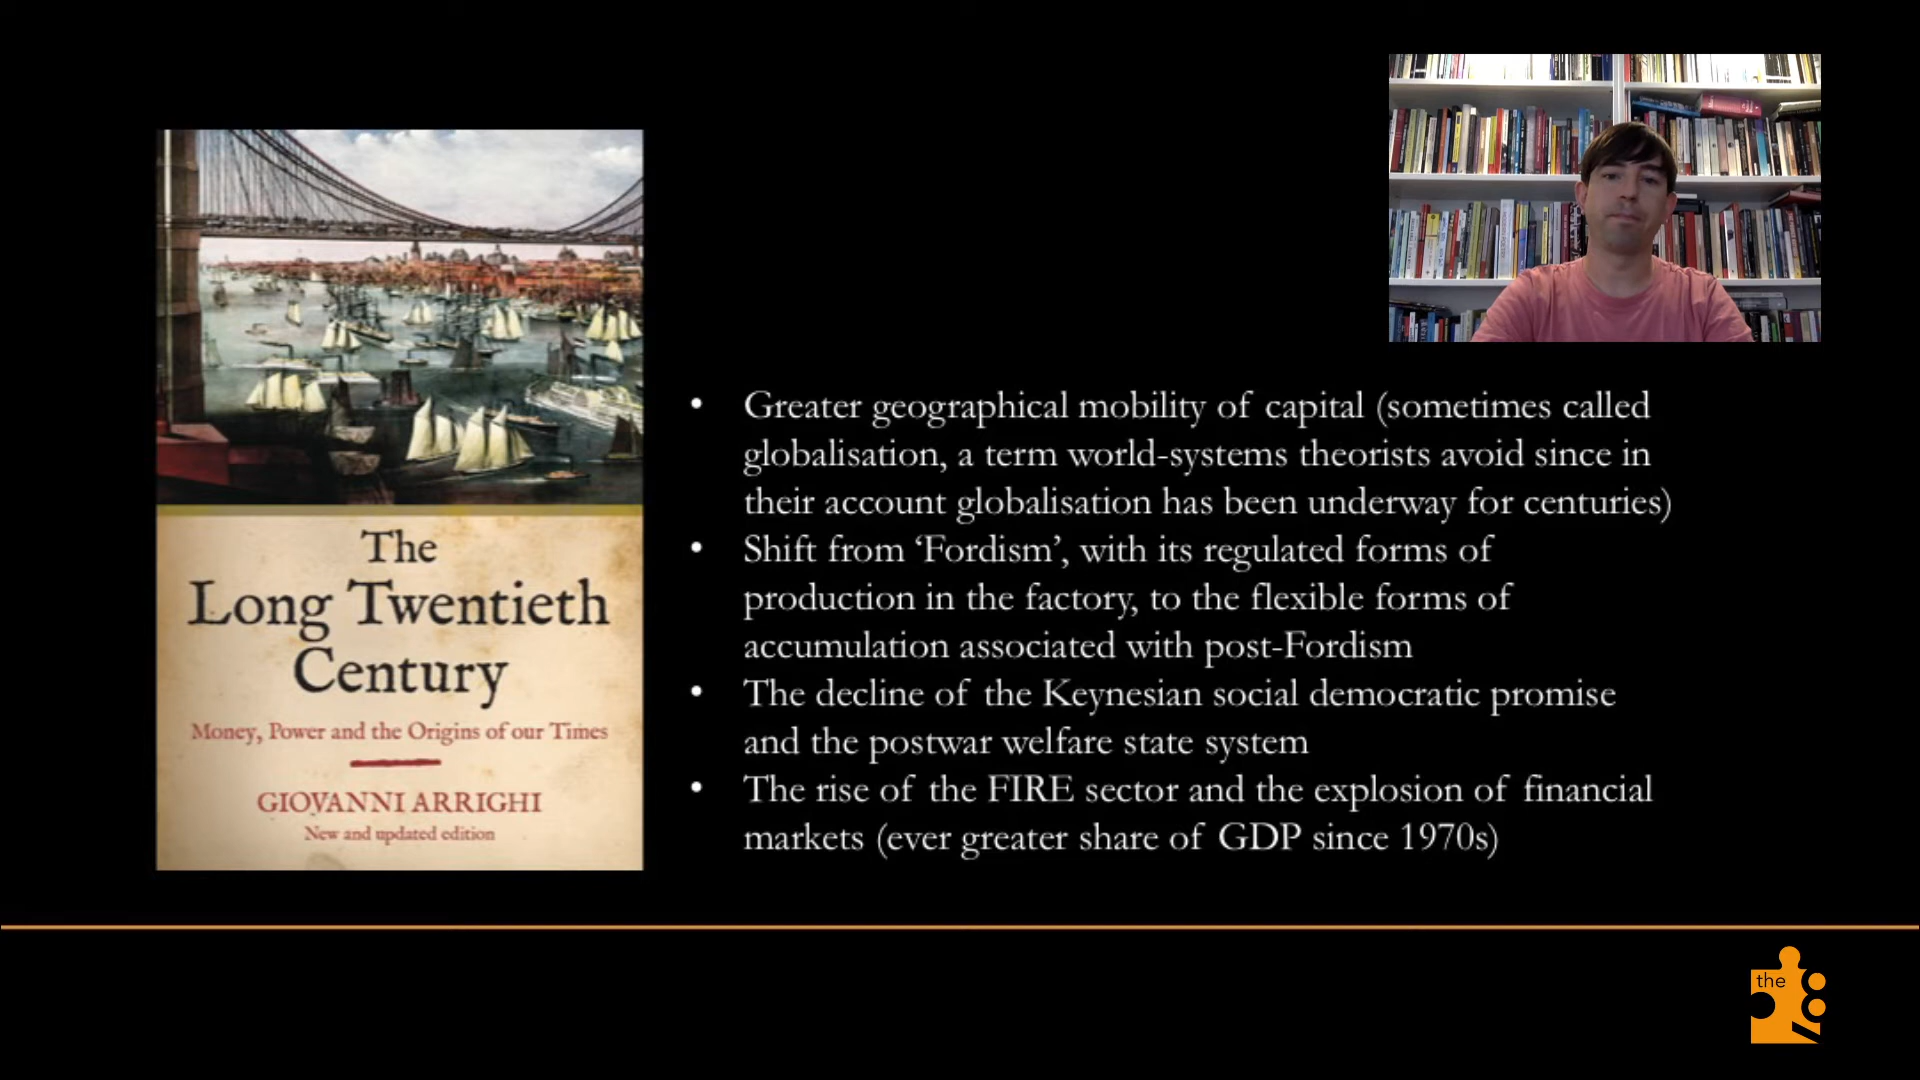 The
Long Twentieth
Century
Money, Power and the Origins of our Times
GIOVANNI ARRIGHI
New and updated edition
• Greater geographical mobility of capital (sometimes called
globalisation, a term world-systems theorists avoid since in
their account globalisation has been underway for centuries)
• Shift from ‘Fordism’, with its regulated forms of
production in the factory, to the flexible forms of
accumulation associated with post-Fordism
• The decline of the Keynesian social democratic promise
and the postwar welfare state system
• The rise of the FIRE sector and the explosion of financial
markets (ever greater share of GDP since 1970s)
the